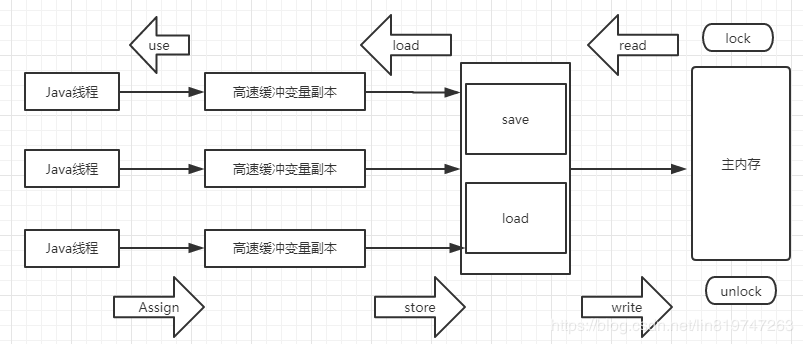 use
load
read
lock
Java线程
高速缓冲变量副本
save
主内存
Java线程
高速缓冲变量副本
load
Java线程
高速缓冲变量副本
Assign
store
write
unlock
https://blog.csdn.net/lin819747263